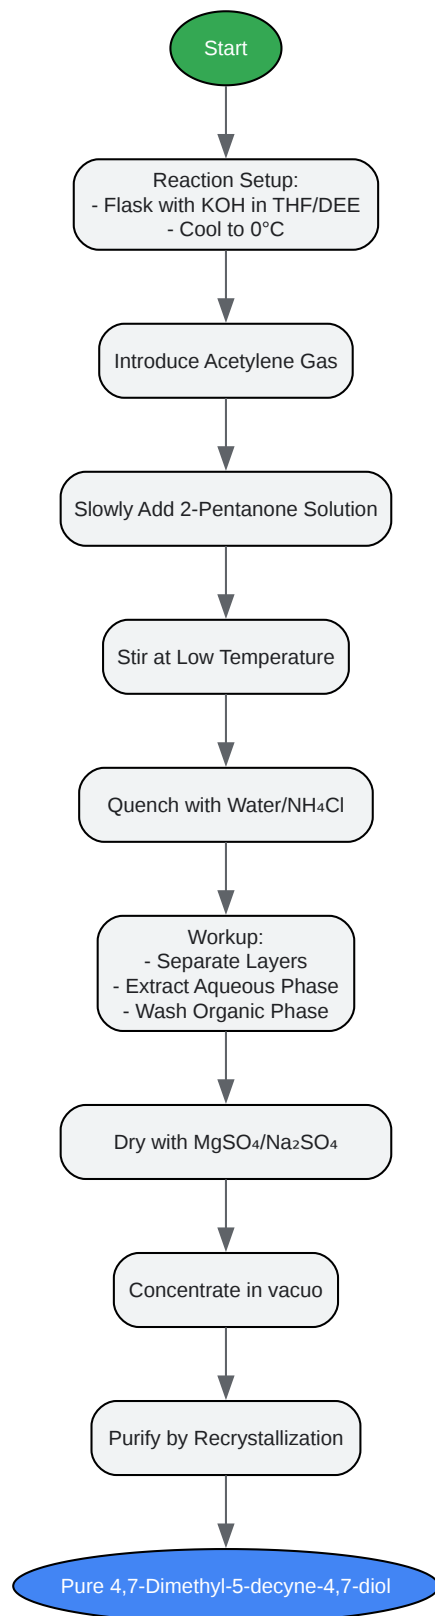 Start
Reaction Setup:
- Flask with KOH in THF/DEE
- Cool to 0°C
Introduce Acetylene Gas
Slowly Add 2-Pentanone Solution
Stir at Low Temperature
Quench with Water/NH₄Cl
Workup:
- Separate Layers
- Extract Aqueous Phase
- Wash Organic Phase
Dry with MgSO₄/Na₂SO₄
Concentrate in vacuo
Purify by Recrystallization
Pure 4,7-Dimethyl-5-decyne-4,7-diol